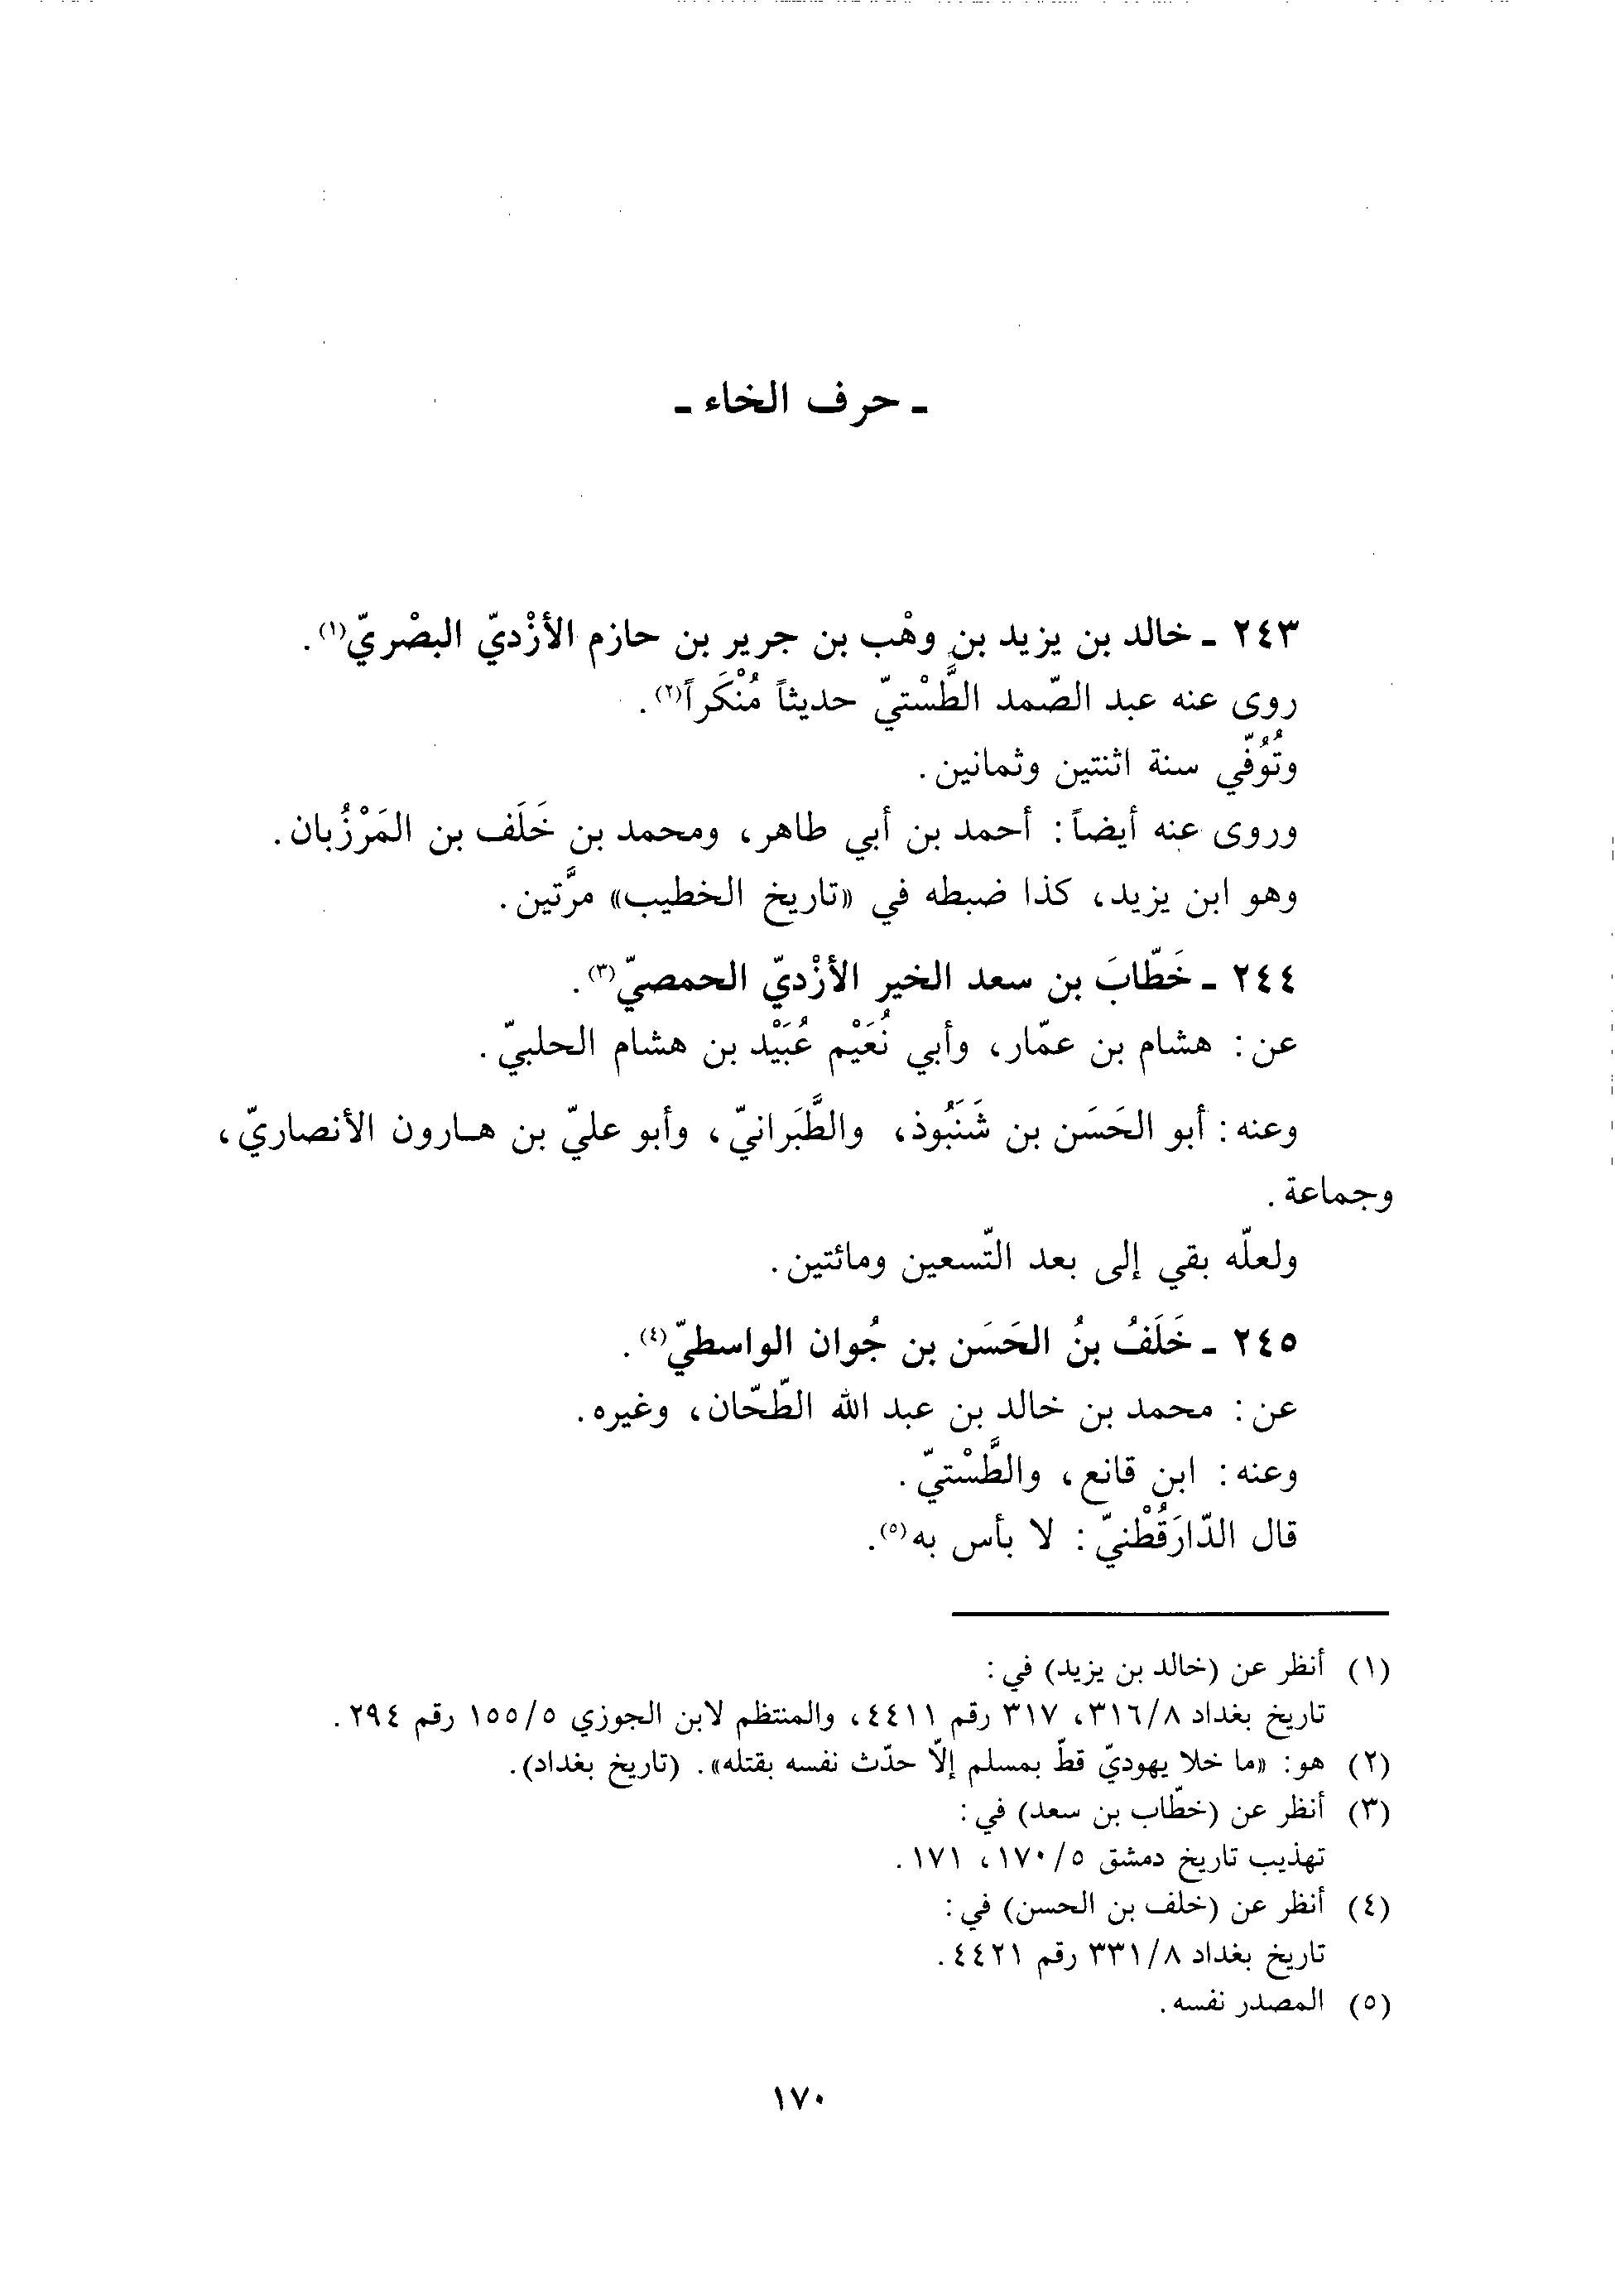 ـ حرف الخاء ـ
٢٤٣ ـ خالد بن يزيد بن وهْب بن جرير بن حازم الأزْديّ البصْريّ(١).
روى عنه عبد الصّمد الطَّسْتيّ حديثاً مُنْكَراً(٢).
وتُوُفّي سنة اثنتين وثمانين.
وروى عنه أيضاً: أحمد بن أبي طاهر، ومحمد بن خَلَف بن المَرْزُبان.
وهو ابن يزيد، كذا ضبطه في «تاريخ الخطيب» مرَّتين.
٢٤٤ ـ خَطّابَ بن سعد الخير الأزْديّ الحمصيّ(٣).
عن: هشام بن عمّار، وأبي نُعَيْم عُبَيْد بن هشام الحلبيّ.
وعنه: أبو الحَسَن بن شَنَبُوذ، والطَّبَرانيّ، وأبو عليّ بن هارون الأنصاريّ،
وجماعة.
ولعلّه بقي إلى بعد التّسعين ومائتين.
٢٤٥ ـ خَلَفُ بنُ الحَسَن بن جُوان الواسطيّ(٤).
عن: محمد بن خالد بن عبد الله الطّحّان، وغيره.
وعنه: ابن قانع، والطَّسْتيّ.
قال الدّارَقُطْنيّ: لا بأس به(٥).
(١) أنظر عن (خالد بن يزيد) في:
تاريخ بغداد ٨/٣١٦، ٣١٧ رقم ٤٤١١، والمنتظم لابن الجوزي ٥/١٥٥ رقم ٢٩٤.
(٢) هو: «ما خلا يهوديّ قطّ بمسلم إلّا حدّث نفسه بقتله». (تاريخ بغداد).
(٣) أنظر عن (خطّاب بن سعد) في:
تهذيب تاريخ دمشق ٥/١٧٠، ١٧١.
(٤) أنظر عن (خلف بن الحسن) في:
تاريخ بغداد ٨/٣٣١ رقم ٤٤٢١.
(٥) المصدر نفسه.
١٧٠